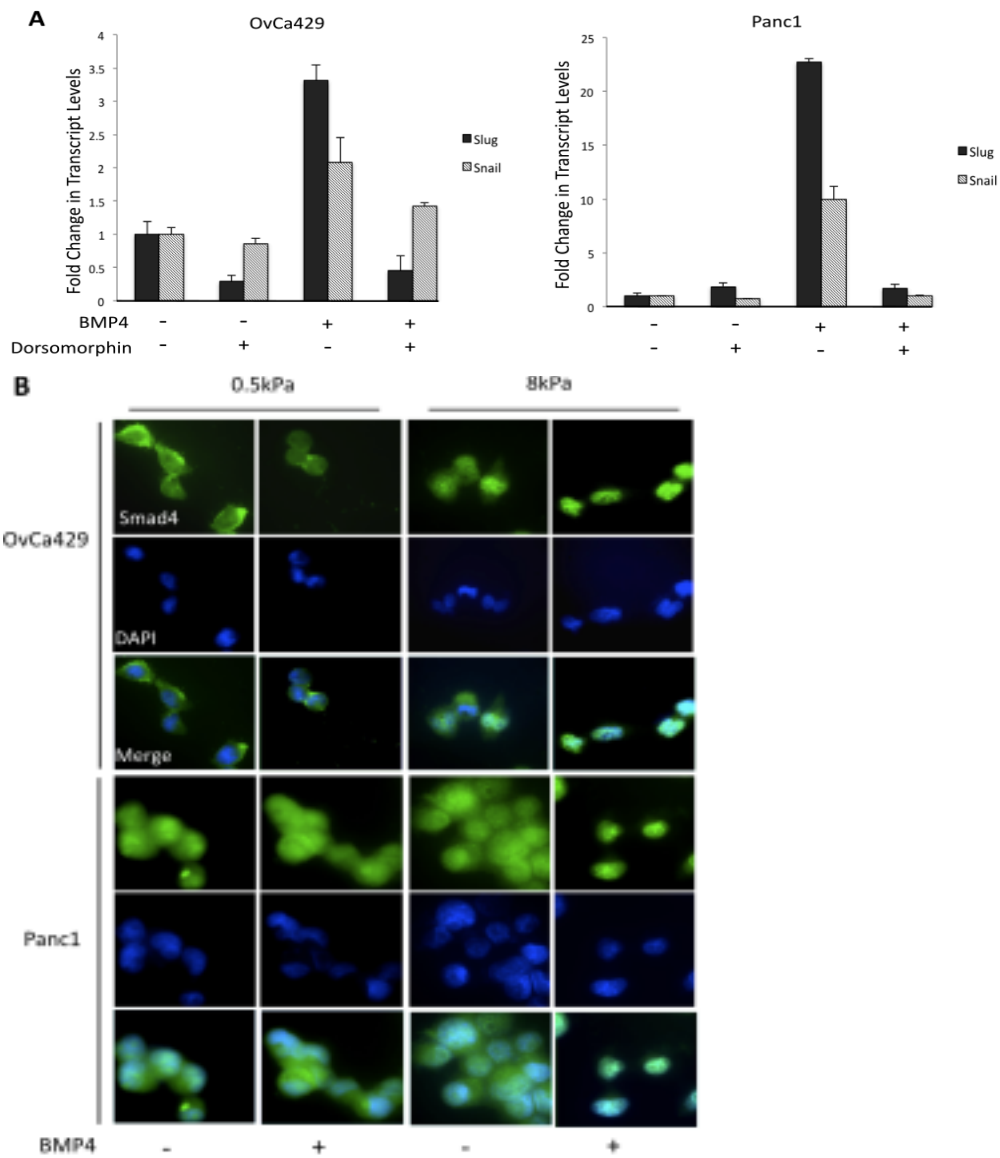 A
OvCa429
Fold Change in Transcript Levels
4
3.5
3
2.5
2
1.5
1
0.5
0
Slug
Snail
BMP4 - - + +
Dorsomorphin - + - +
Panc1
Fold Change in Transcript Levels
25
20
15
10
5
0
Slug
Snail
- - + +
- + - +
B
0.5kPa 8kPa
OvCa429
Smad4
DAPI
Merge
Panc1
BMP4 - + - +